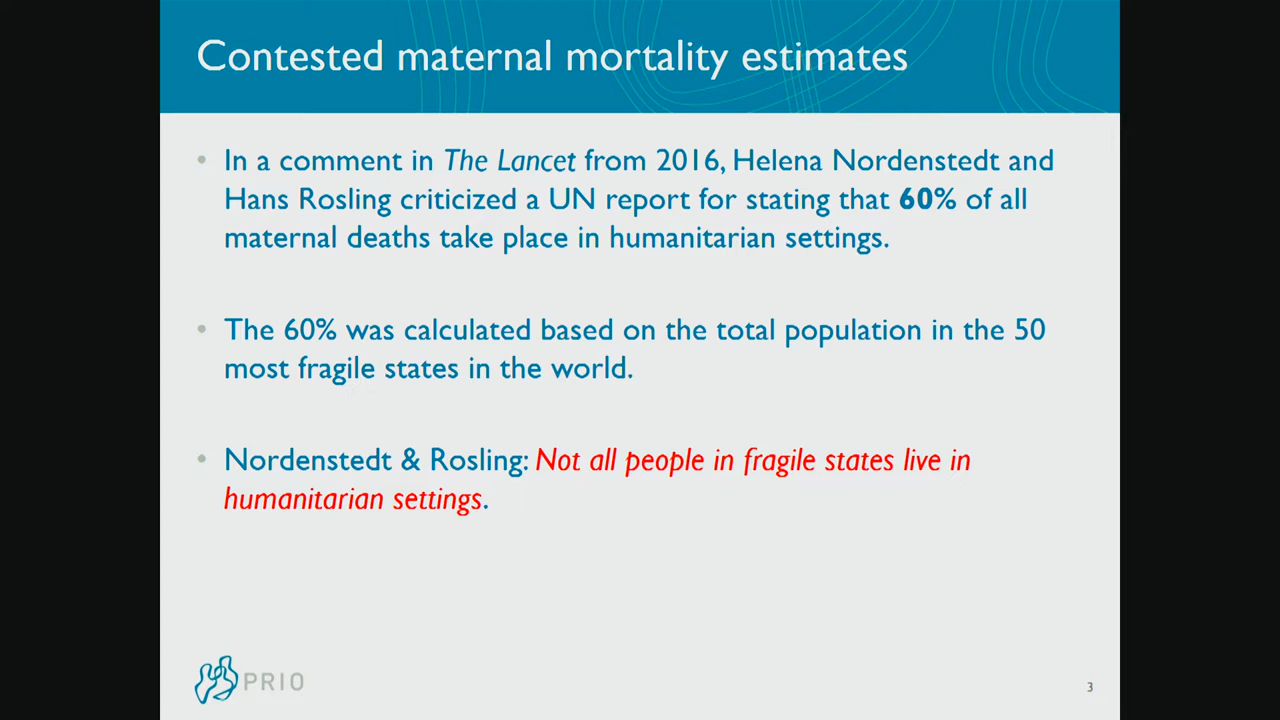 Contested maternal mortality estimates
• In a comment in The Lancet from 2016, Helena Nordenstedt and
Hans Rosling criticized a UN report for stating that 60% of all
maternal deaths take place in humanitarian settings.
• The 60% was calculated based on the total population in the 50
most fragile states in the world.
• Nordenstedt & Rosling: Not all people in fragile states live in
humanitarian settings.
PRIO
3